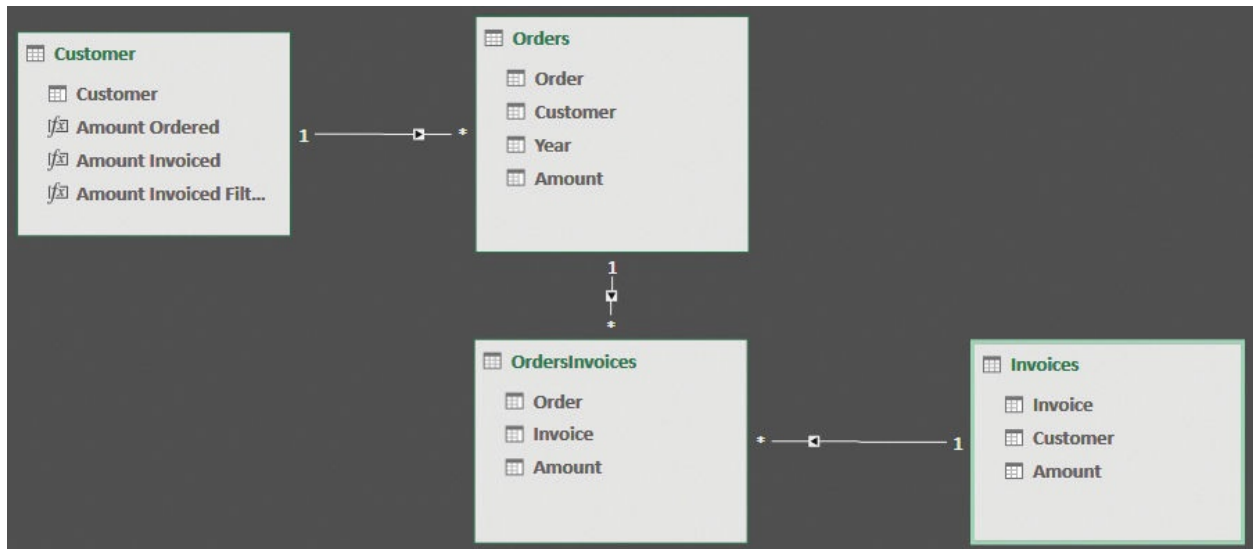 Customer
Customer
Amount Ordered
Amount Invoiced
Amount Invoiced Filt...
1
*
Orders
Order
Customer
Year
Amount
1
*
OrdersInvoices
Order
Invoice
Amount
*
1
Invoices
Invoice
Customer
Amount